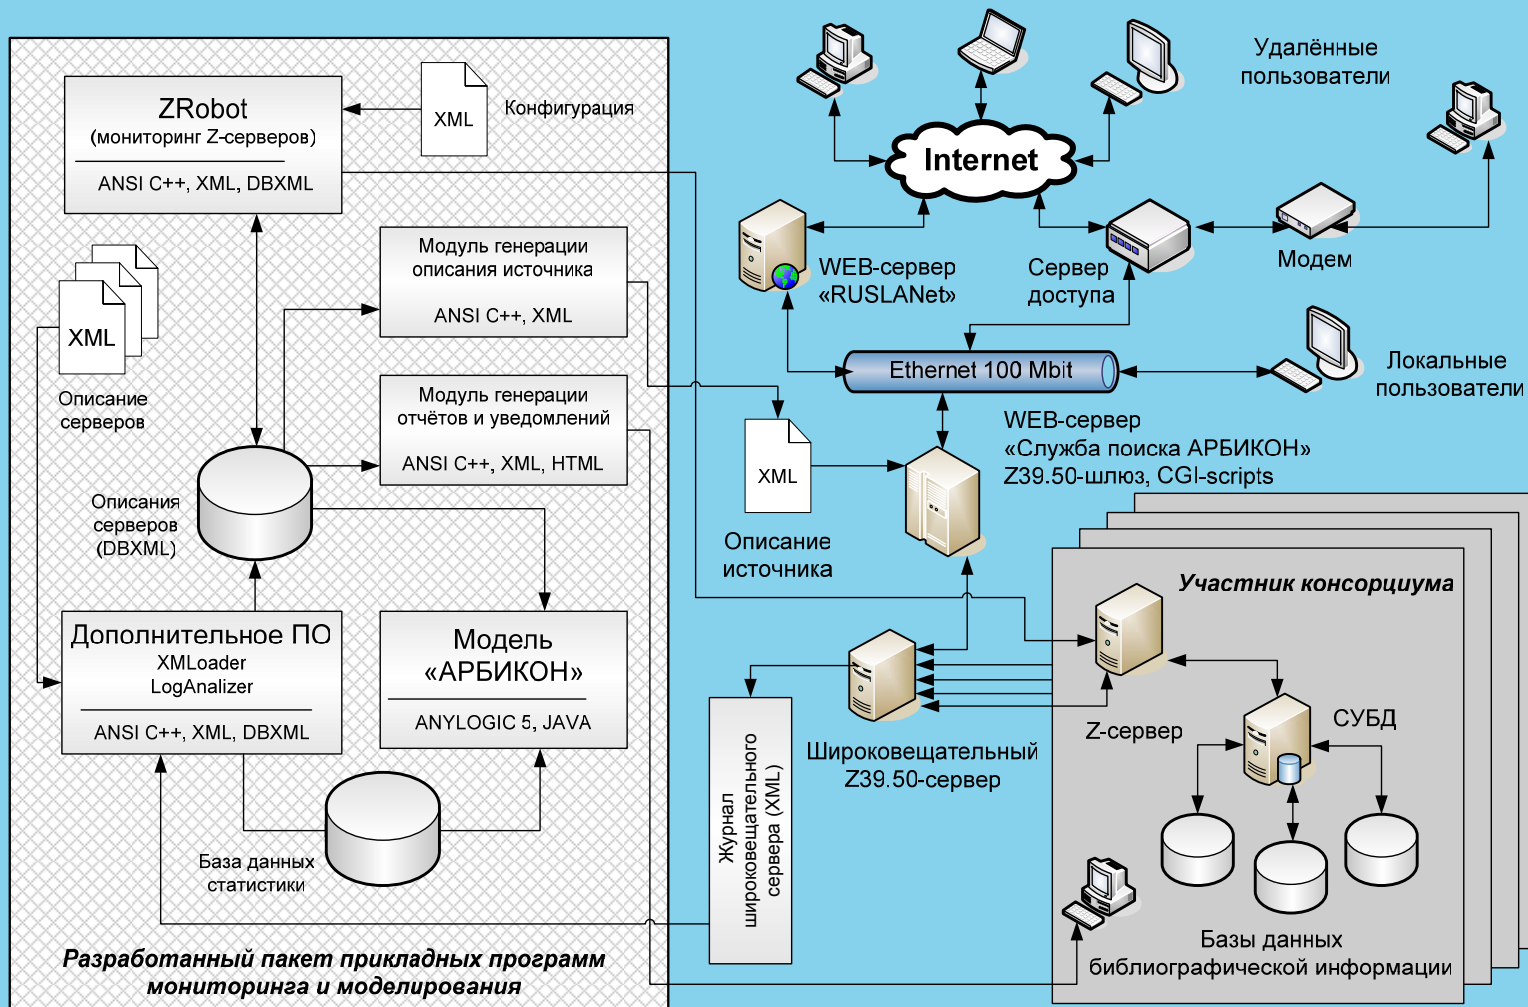 ZRobot
(мониторинг Z-серверов)
ANSI C++, XML, DBXML
XML
Конфигурация
Модуль генерации
описания источника
ANSI C++, XML
XML
Описание
серверов
Модуль генерации
отчётов и уведомлений
ANSI C++, XML, HTML
Описания
серверов
(DBXML)
Дополнительное ПО
XMLoader
LogAnalizer
ANSI C++, XML, DBXML
Модель
«АРБИКОН»
ANYLOGIC 5, JAVA
База данных
статистики
Разработанный пакет прикладных программ
мониторинга и моделирования
Удалённые
пользователи
Internet
WEB-сервер
«RUSLANet»
Сервер
доступа
Модем
Ethernet 100 Mbit
Локальные
пользователи
WEB-сервер
«Служба поиска АРБИКОН»
Z39.50-шлюз, CGI-scripts
XML
Описание
источника
Участник консорциума
Широковещательный
Z39.50-сервер
Журнал
широковещательного
сервера (XML)
Z-сервер
СУБД
Базы данных
библиографической информации